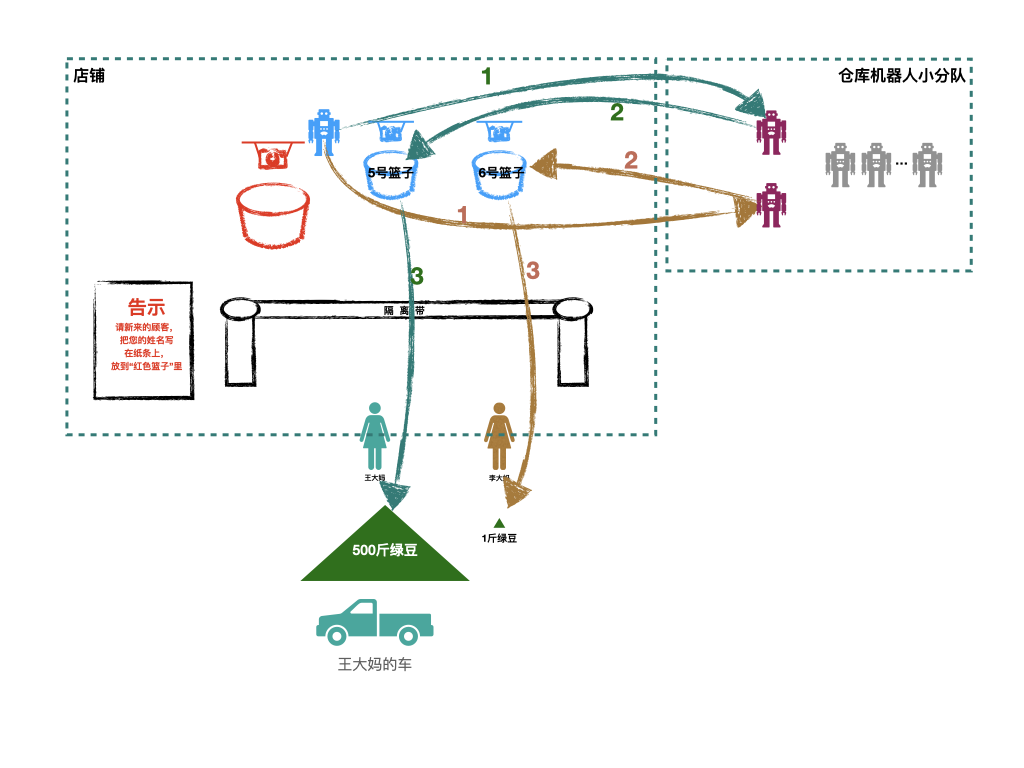 店铺
仓库机器人小分队
1
2
5号篮子
6号篮子
2
1
...
3
3
告示
请新来的顾客，
把您的姓名写
在纸条上，
放到“红色篮子”里
隔 离 带
王大妈
李大妈
500斤绿豆
1斤绿豆
王大妈的车